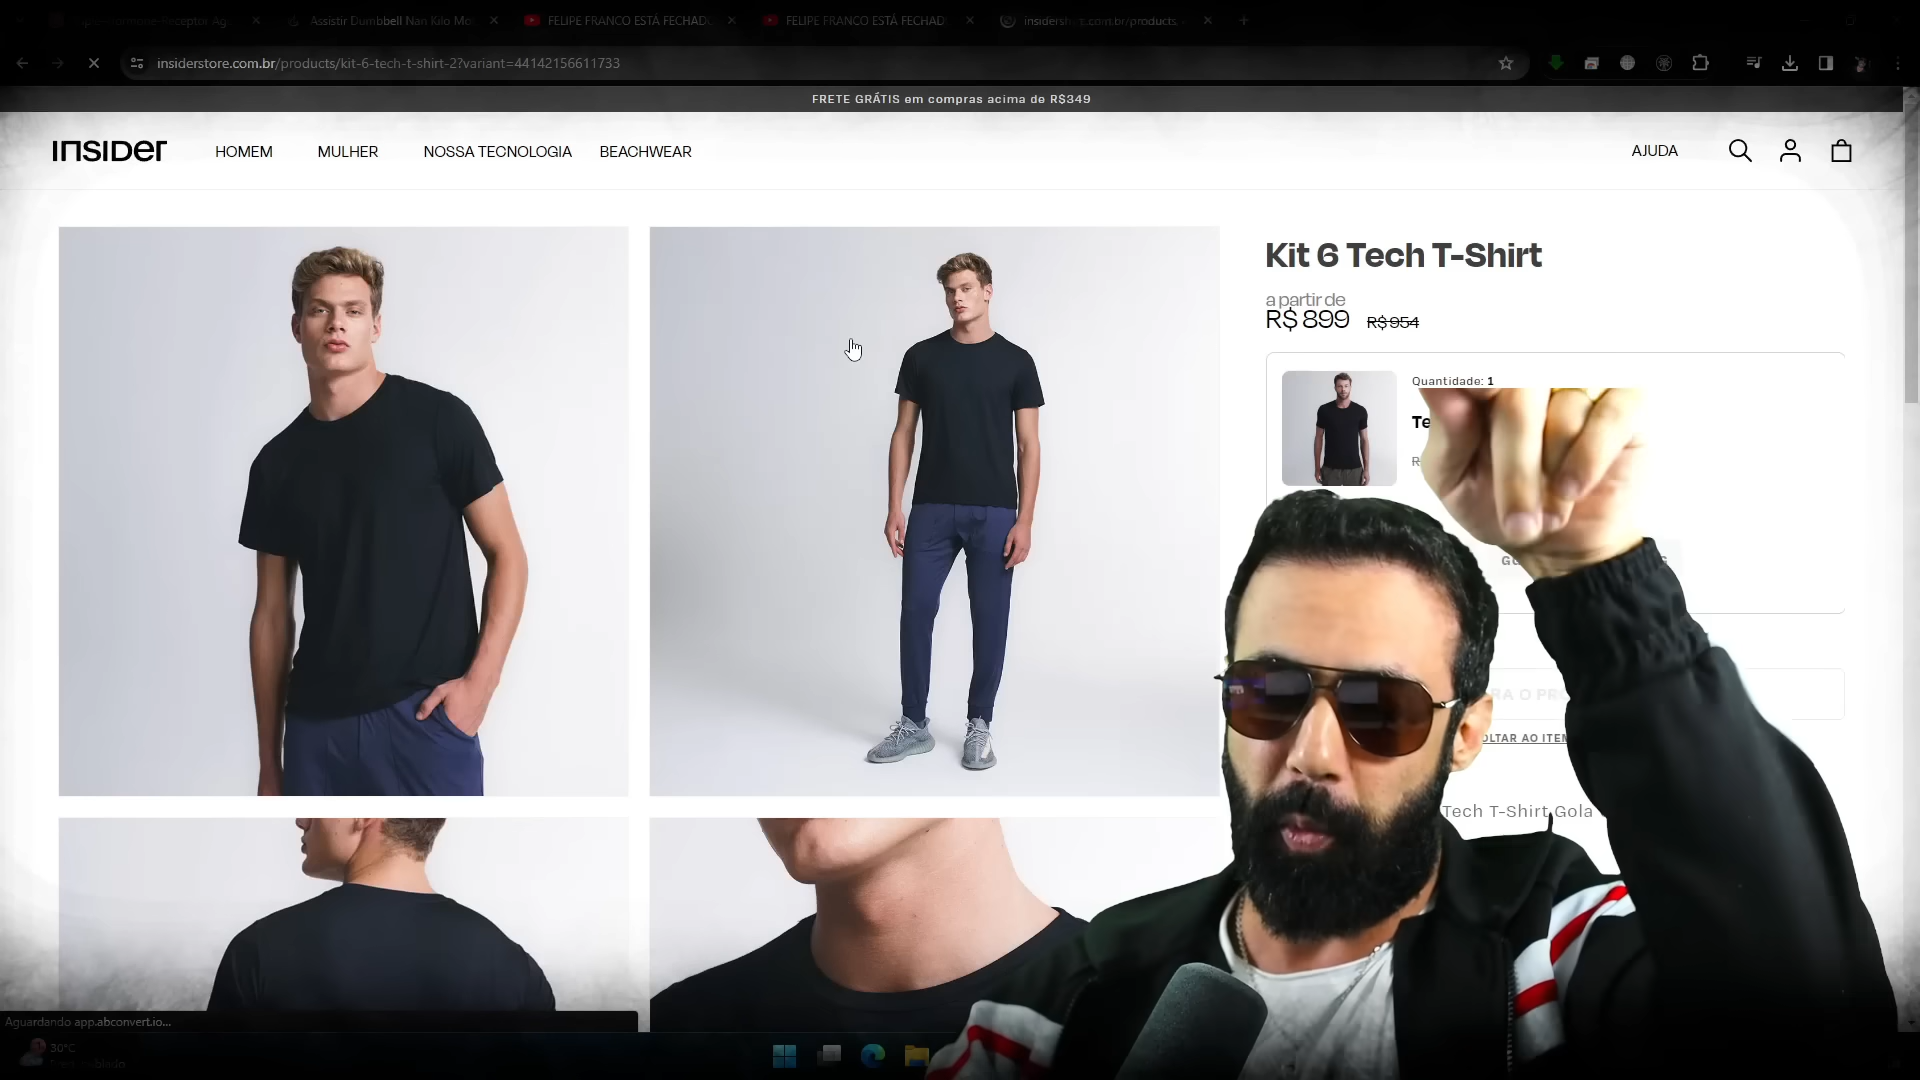 Assistir Dumbbell Nan Kilo Mo
FELIPE FRANCO ESTÁ FECHAD
FELIPE FRANCO ESTÁ FECHAD
insiderstore.com.br/products/kit-6-tech-t-shirt-2?variant=44142156611733
FRETE GRÁTIS em compras acima de R$349
INSIDER
HOMEM
MULHER
NOSSA TECNOLOGIA
BEACHWEAR
AJUDA
Kit 6 Tech T-Shirt
a partir de
R$ 899 R$ 954
Quantidade: 1
Te
R
G
RA O PR
OLTAR AO ITEM
Tech T-Shirt Gola
Aguardando app.abconvert.io...
30°C